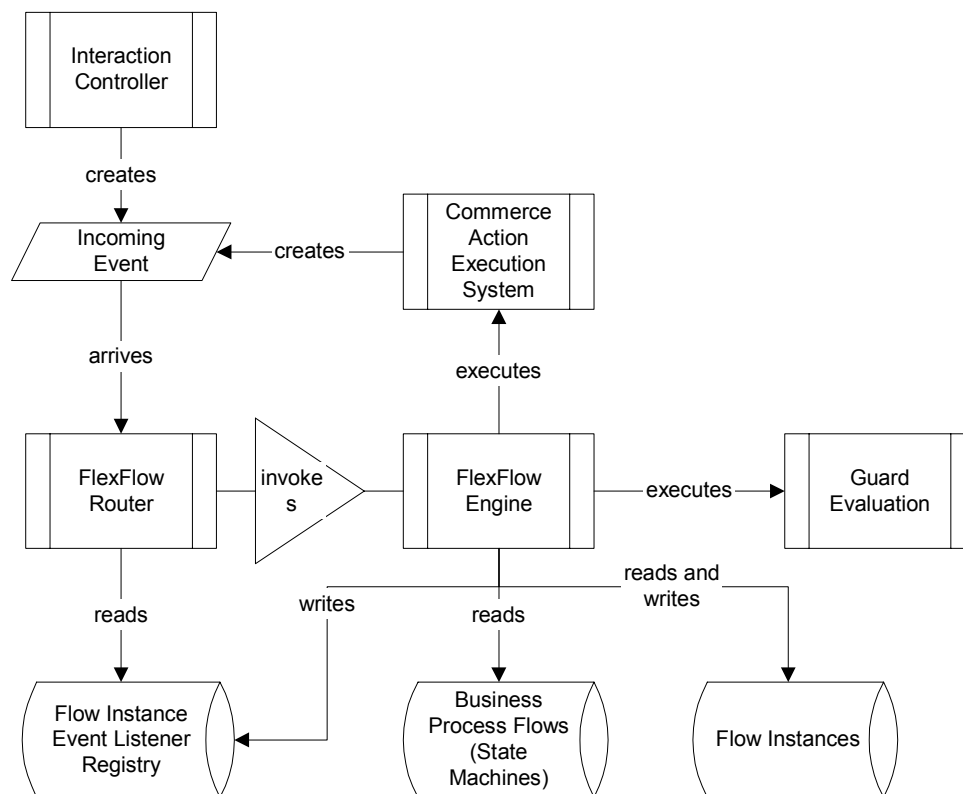 Interaction
Controller
creates
Incoming
Event
creates
Commerce
Action
Execution
System
arrives
executes
FlexFlow
Router
invoke
s
FlexFlow
Engine
executes
Guard
Evaluation
reads
writes
reads
reads and
writes
Flow Instance
Event Listener
Registry
Business
Process Flows
(State
Machines)
Flow Instances